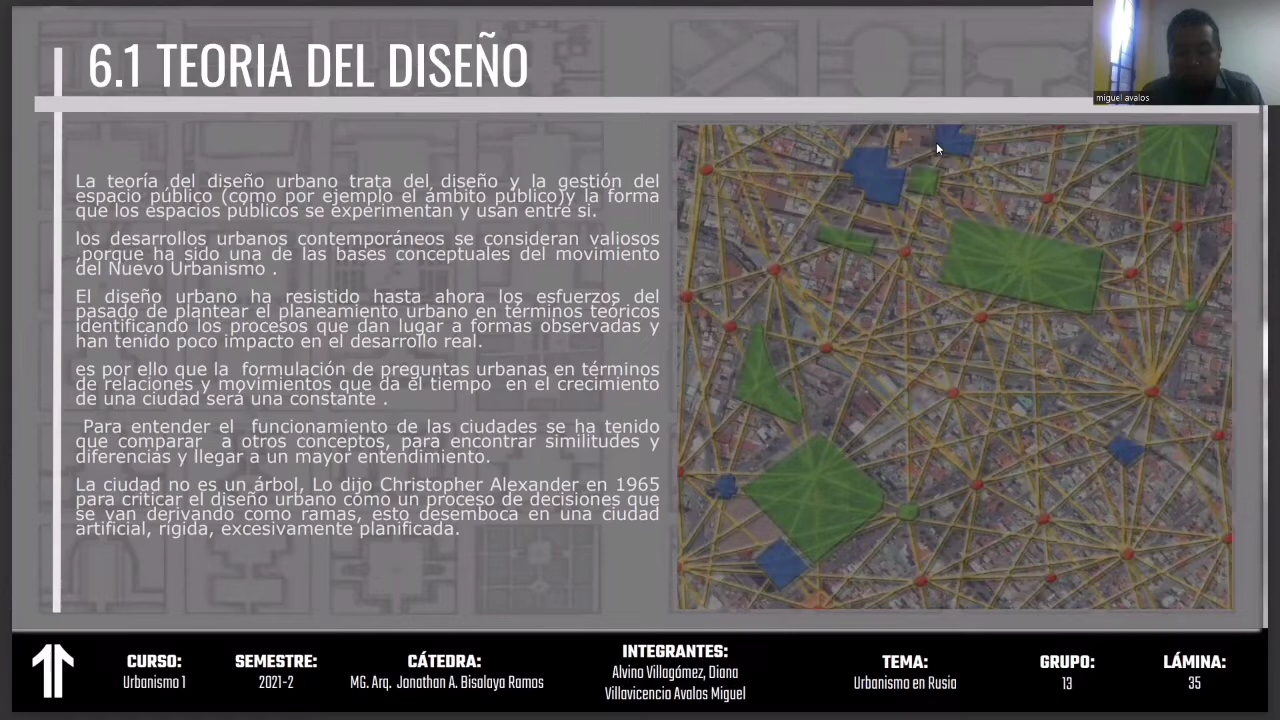 6.1 TEORIA DEL DISEÑO
miguel avalos
La teoría del diseño urbano trata del diseño y la gestión del
espacio público (como por ejemplo el ámbito público)y la forma
que los espacios públicos se experimentan y usan entre sí.
los desarrollos urbanos contemporáneos se consideran valiosos
,porque ha sido una de las bases conceptuales del movimiento
del Nuevo Urbanismo .
El diseño urbano ha resistido hasta ahora los esfuerzos del
pasado de plantear el planeamiento urbano en términos teóricos
identificando los procesos que dan lugar a formas observadas y
han tenido poco impacto en el desarrollo real.
es por ello que la formulación de preguntas urbanas en términos
de relaciones y movimientos que da el tiempo en el crecimiento
de una ciudad será una constante .
Para entender el funcionamiento de las ciudades se ha tenido
que comparar a otros conceptos, para encontrar similitudes y
diferencias y llegar a un mayor entendimiento.
La ciudad no es un árbol, Lo dijo Christopher Alexander en 1965
para criticar el diseño urbano como un proceso de decisiones que
se van derivando como ramas, esto desemboca en una ciudad
artificial, rígida, excesivamente planificada.
CURSO:
Urbanismo 1
SEMESTRE:
2021-2
CÁTEDRA:
MG. Arq. Jonathan A. Bisalaya Ramos
INTEGRANTES:
Alvino Villagómez, Diana
Villavicencia Avalos Miguel
TEMA:
Urbanismo en Rusia
GRUPO:
13
LÁMINA:
35